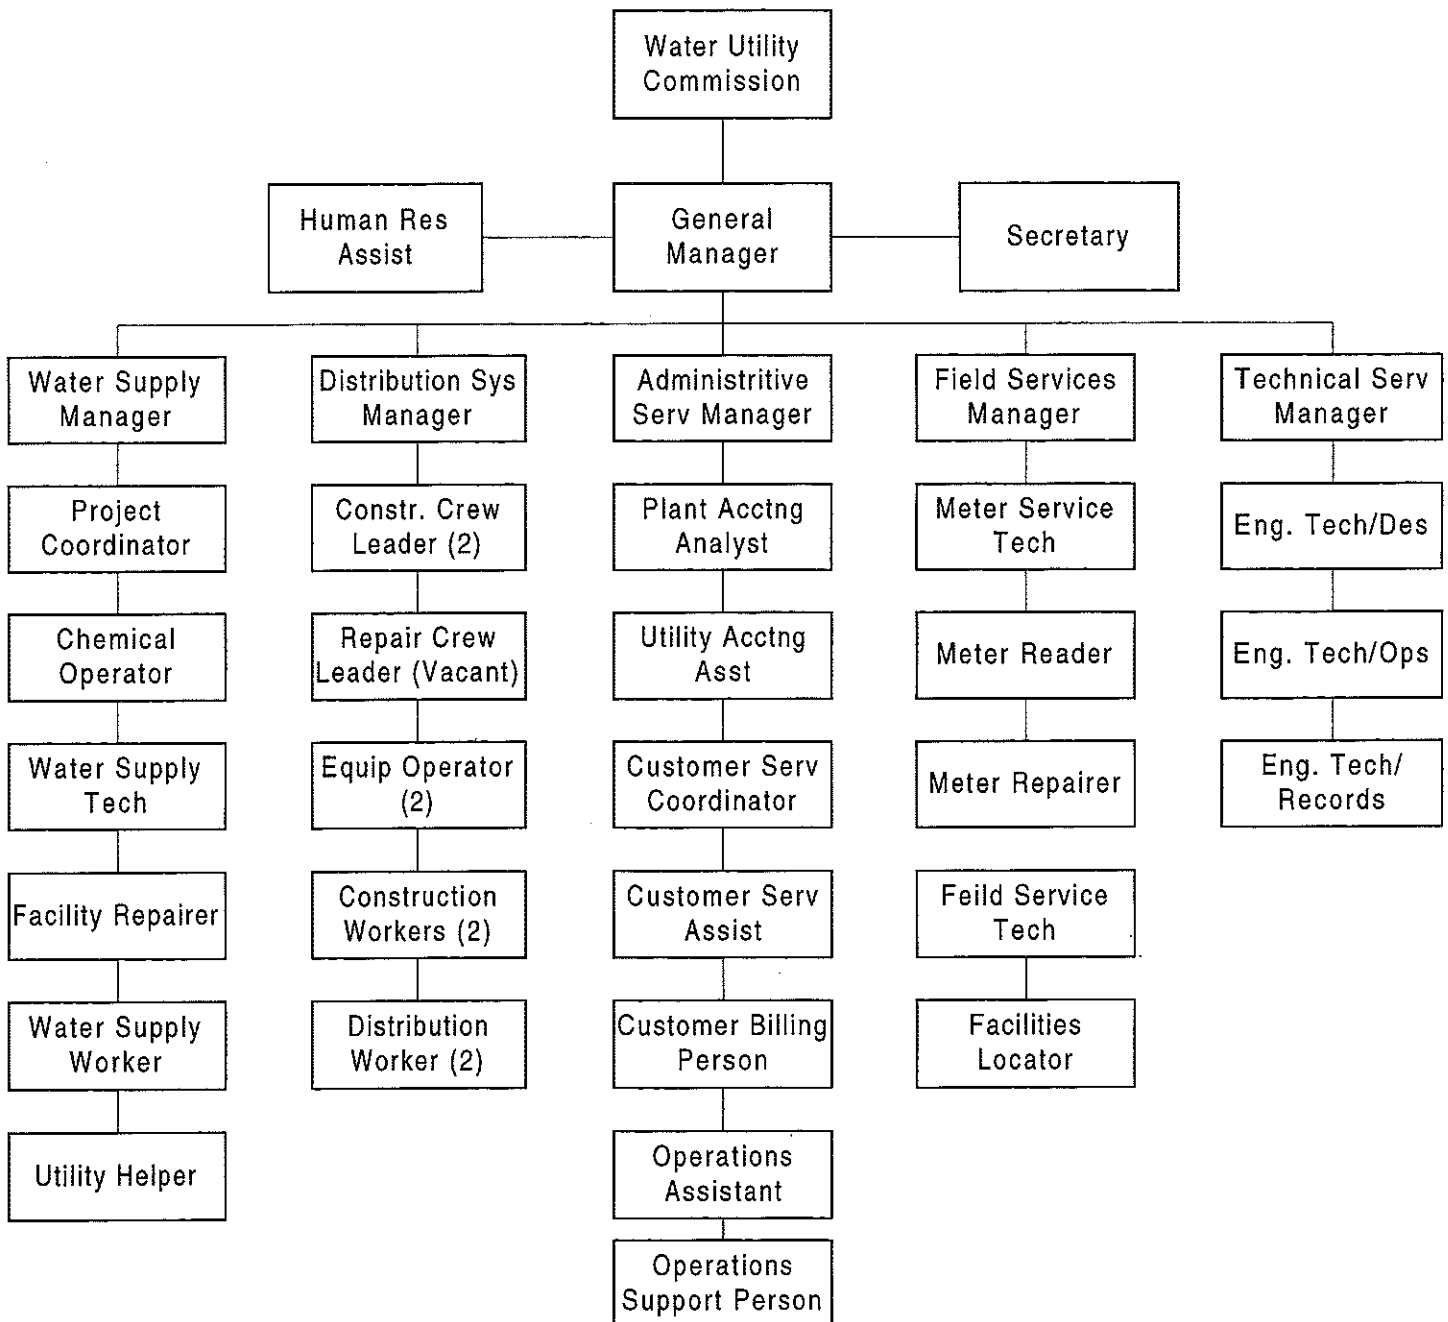 Water Utility
Commission
Human Res
Assist
General
Manager
Secretary
Water Supply
Manager
Distribution Sys
Manager
Administritive
Serv Manager
Field Services
Manager
Technical Serv
Manager
Project
Coordinator
Constr. Crew
Leader (2)
Plant Acctng
Analyst
Meter Service
Tech
Eng. Tech/Des
Chemical
Operator
Repair Crew
Leader (Vacant)
Utility Acctng
Asst
Meter Reader
Eng. Tech/Ops
Water Supply
Tech
Equip Operator
(2)
Customer Serv
Coordinator
Meter Repairer
Eng. Tech/
Records
Facility Repairer
Construction
Workers (2)
Customer Serv
Assist
Feild Service
Tech
Water Supply
Worker
Distribution
Worker (2)
Customer Billing
Person
Facilities
Locator
Utility Helper
Operations
Assistant
Operations
Support Person